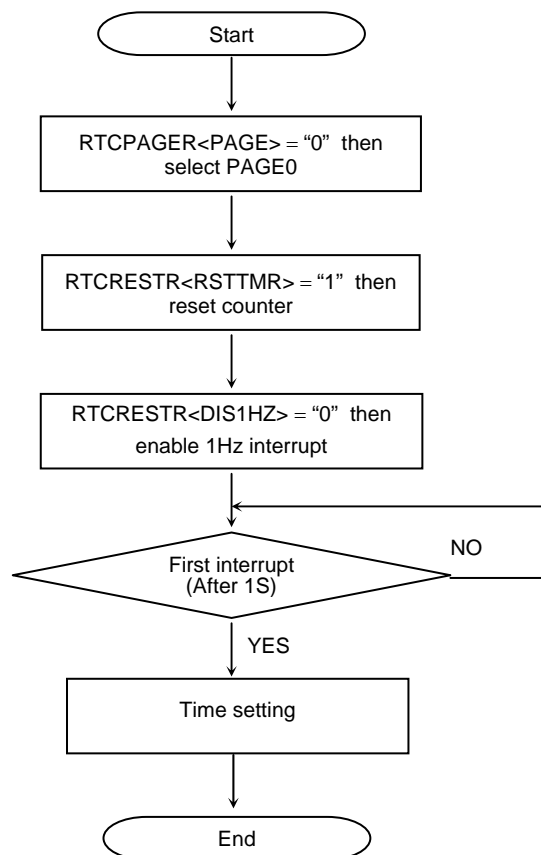 Start
RTCPAGER<PAGE> = “0” then
select PAGE0
RTCRESTR<RSTTMR> = “1” then
reset counter
RTCRESTR<DIS1HZ> = “0” then
enable 1Hz interrupt
First interrupt
(After 1S)
NO
YES
Time setting
End